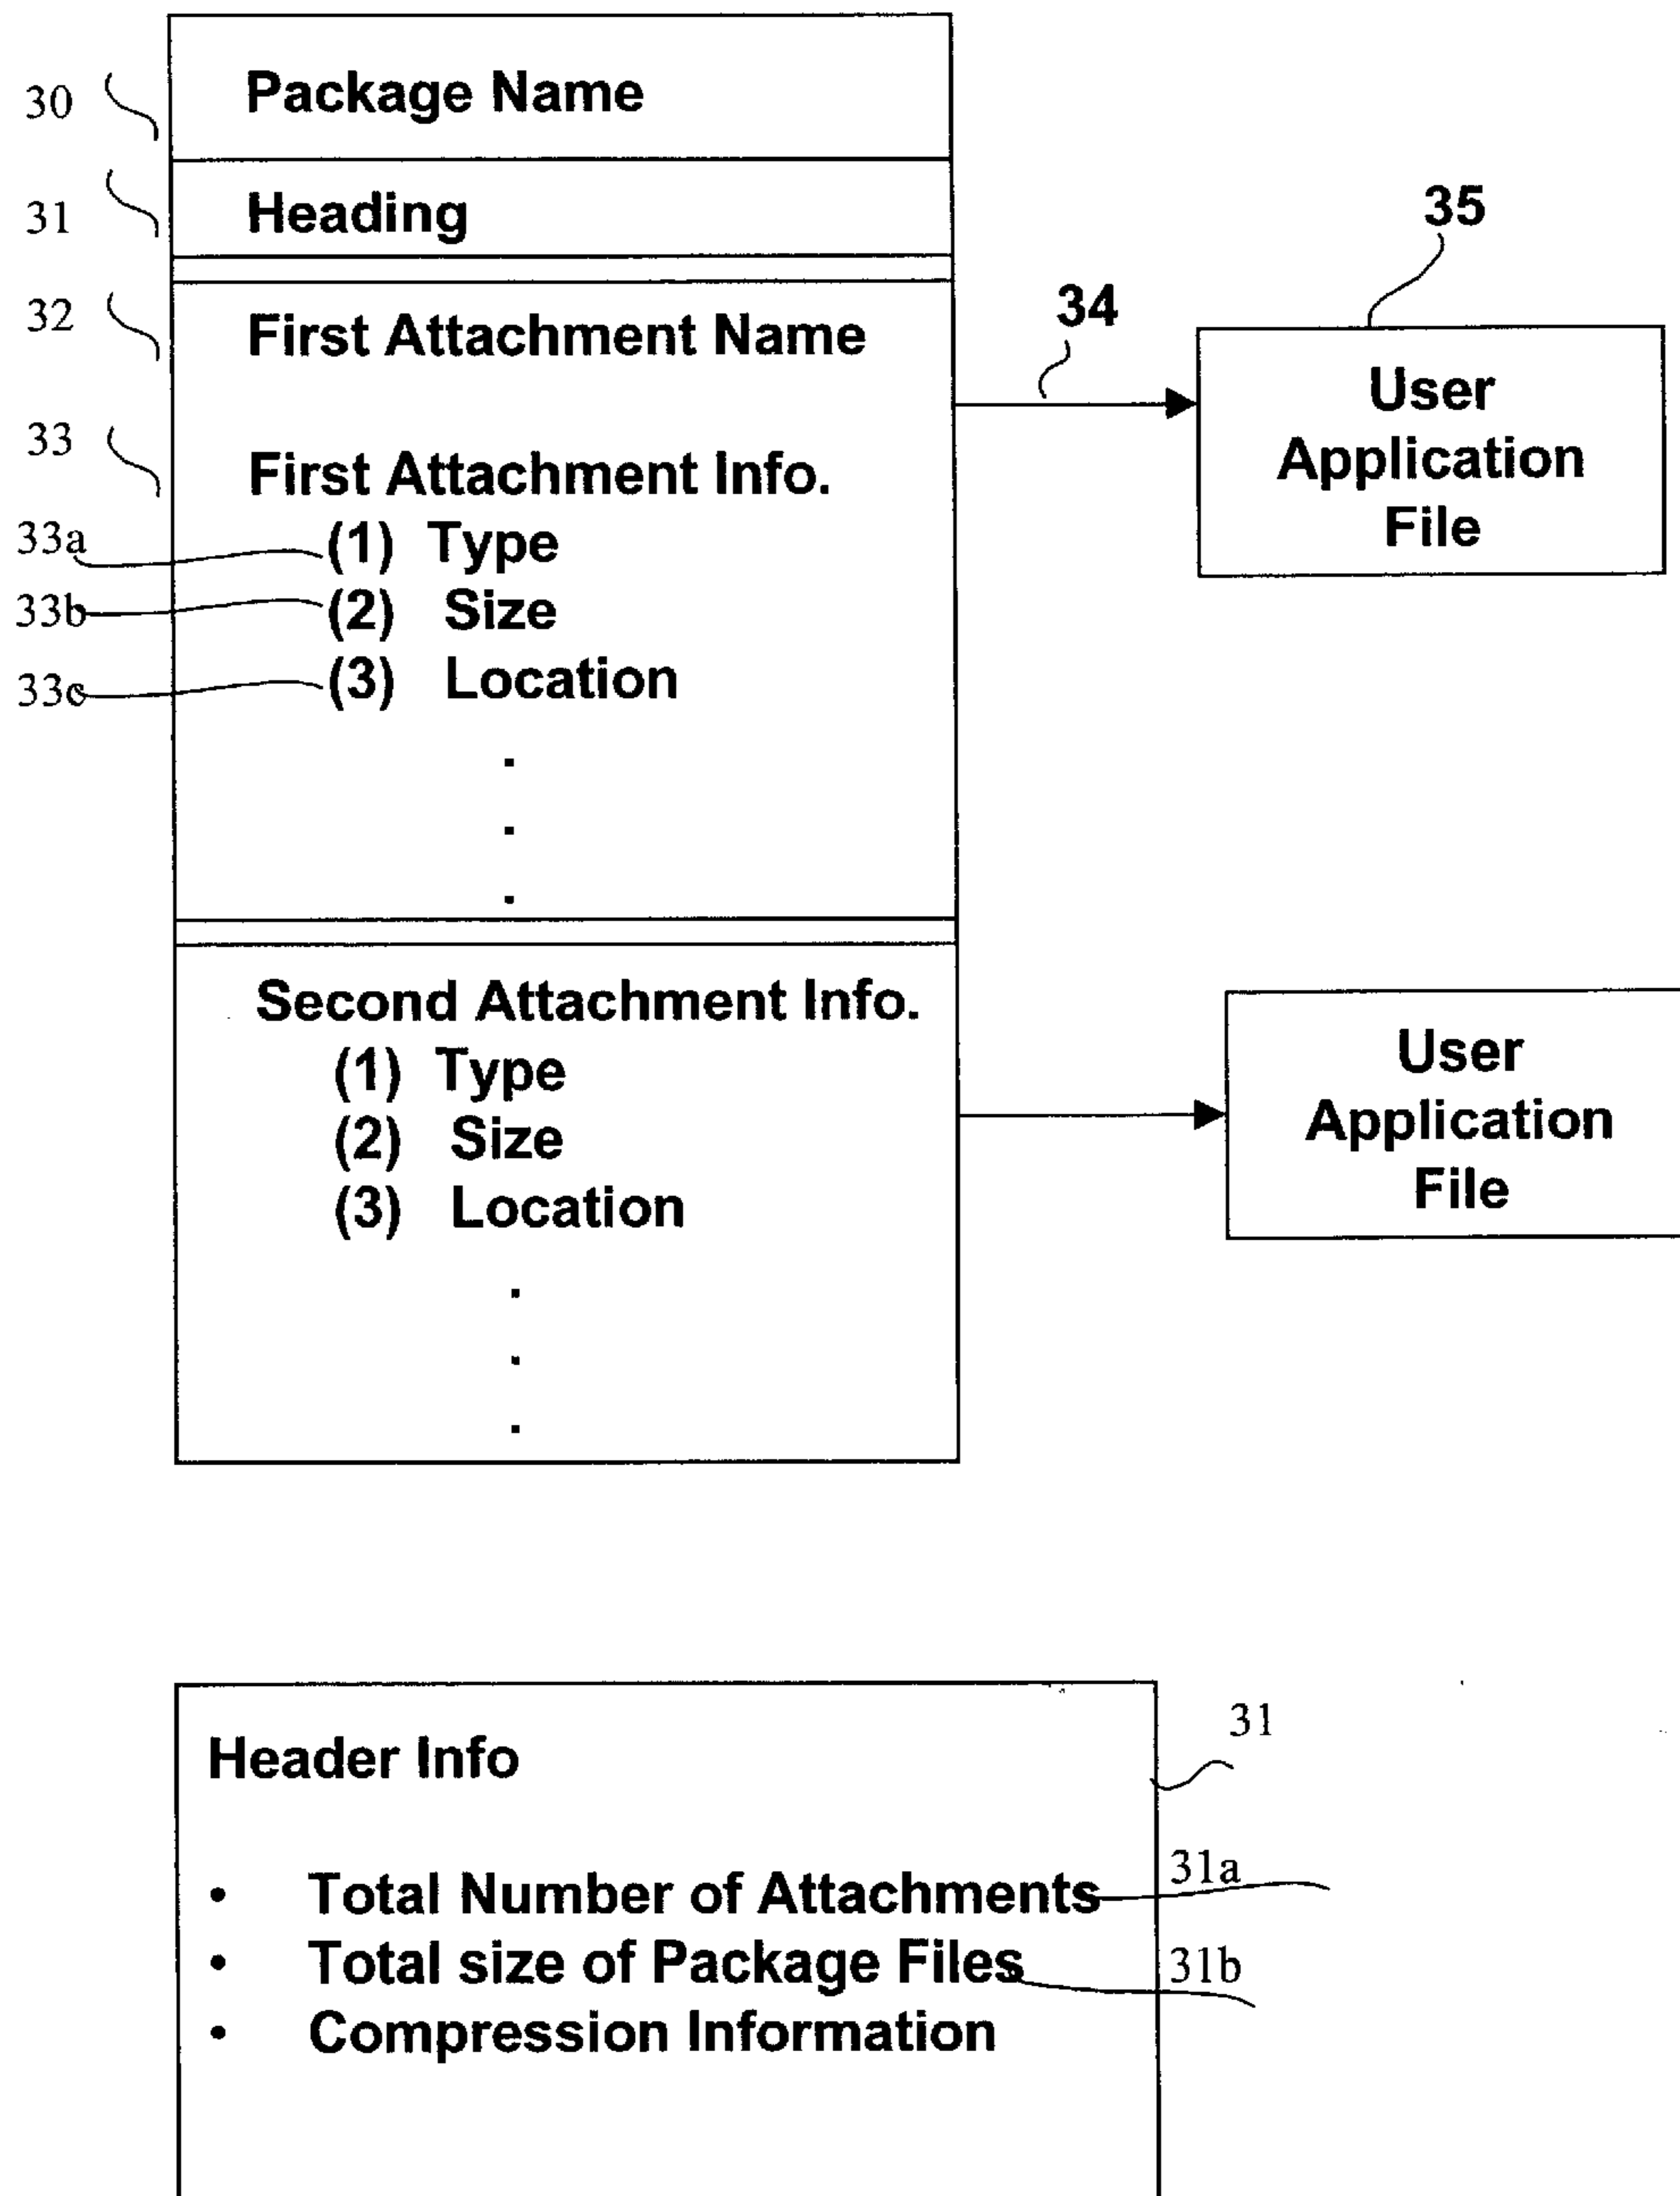 30
Package Name
31
Heading
32
First Attachment Name
34
35
User
Application
File
33
First Attachment Info.
33a
(1) Type
33b
(2) Size
33c
(3) Location
.
.
.
Second Attachment Info.
(1) Type
(2) Size
(3) Location
.
.
.
User
Application
File
Header Info
31
• Total Number of Attachments
31a
• Total size of Package Files
31b
• Compression Information